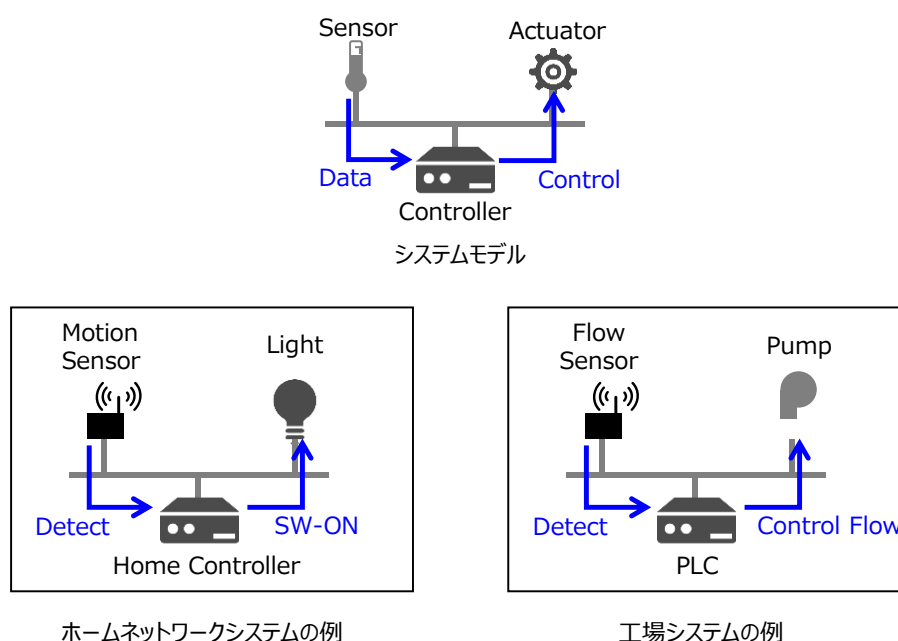 Sensor
Actuator
Data
Control
Controller
システムモデル
Motion
Sensor
Light
Detect
SW-ON
Home Controller
ホームネットワークシステムの例
Flow
Sensor
Pump
Detect
Control Flow
PLC
工場システムの例